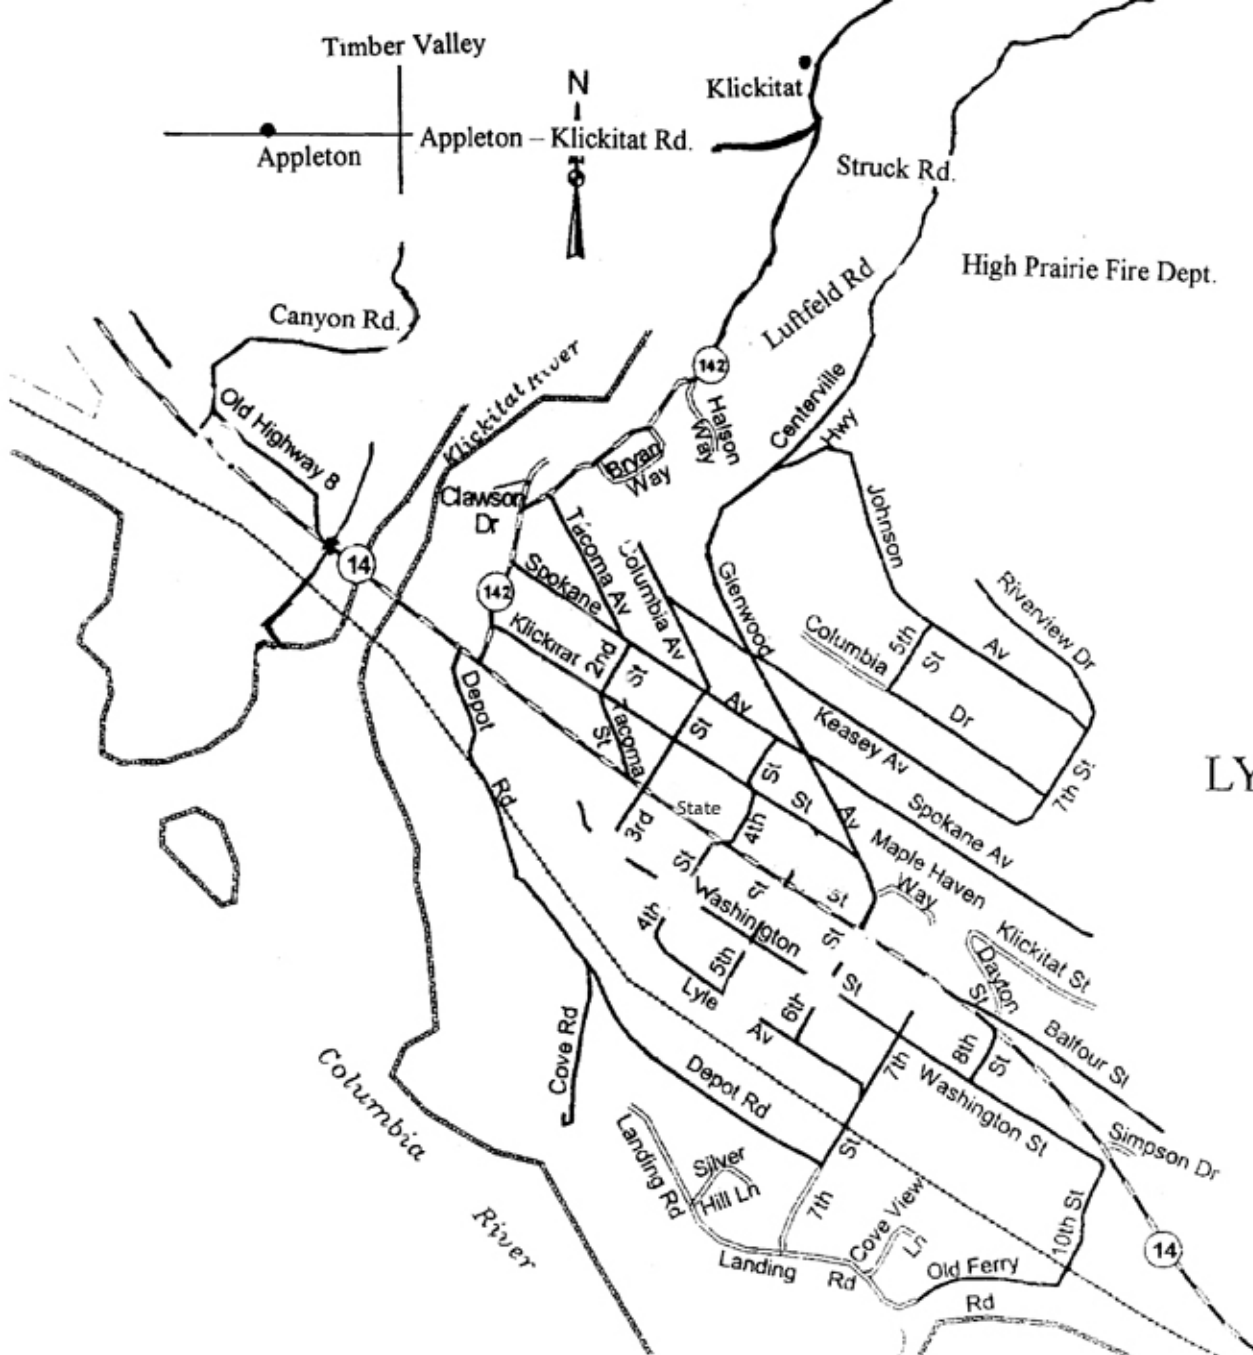 Timber Valley
N
Klickitat
Appleton – Klickitat Rd.
Appleton
Struck Rd.
High Prairie Fire Dept.
Luftfeld Rd
Canyon Rd.
Klickitat River
142
Centerville
Hwy
Halson
Way
Old Highway 8
Bryan
Way
Clawson
Dr
Johnson
Tacoma Av
Columbia Av
14
Spokane
142
Glenwood
Riverview Dr
Klickitat
2nd
St
Columbia
5th
St
Av
Depot
Tacoma
St
Av
St
Keasey Av
Dr
LY
Rd
St
St
7th St
State
3rd
4th
Av
Spokane Av
Maple Haven
Way
St
St
St
Washington
St
4th
5th
Klickitat St
Dayton
St
Lyle
St
6th
Av
Cove Rd
7th
8th
St
Balfour St
Columbia
River
Depot Rd
Washington St
Landing Rd
Silver
Hill Ln
St
7th
Simpson Dr
Cove View
Ln
10th St
14
Landing
Rd
Old Ferry
Rd